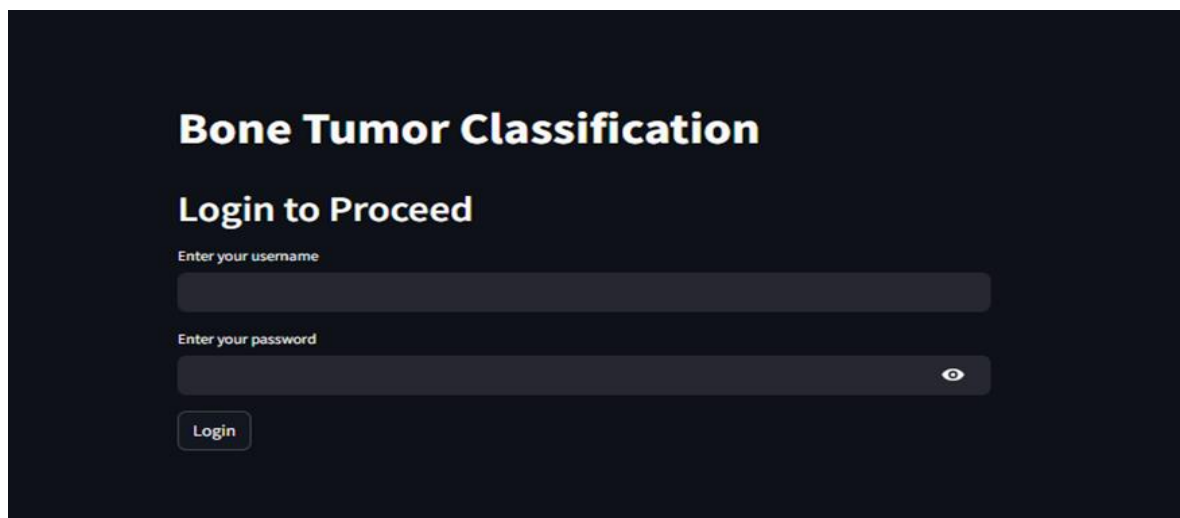 Bone Tumor Classification
Login to Proceed
Enter your username
Enter your password
Login